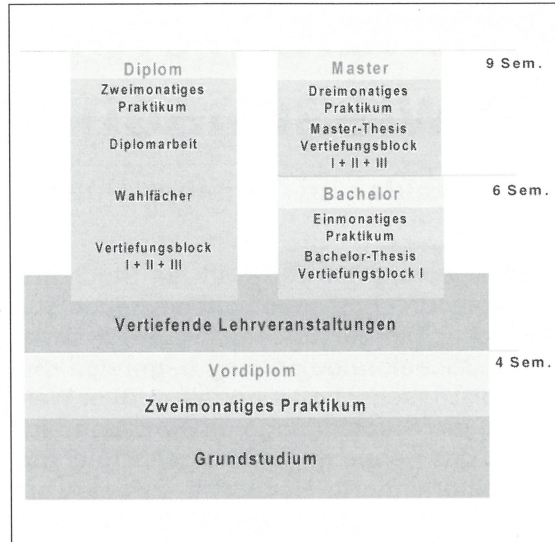 Diplom
Zweimonatiges
Praktikum
Diplomarbeit
Wahlfächer
Vertiefungsblock
I + II + III
Master
9 Sem.
Dreimonatiges
Praktikum
Master-Thesis
Vertiefungsblock
I + II + III
Bachelor
6 Sem.
Einmonatiges
Praktikum
Bachelor-Thesis
Vertiefungsblock I
Vertiefende Lehrveranstaltungen
4 Sem.
Vordiplom
Zweimonatiges Praktikum
Grundstudium